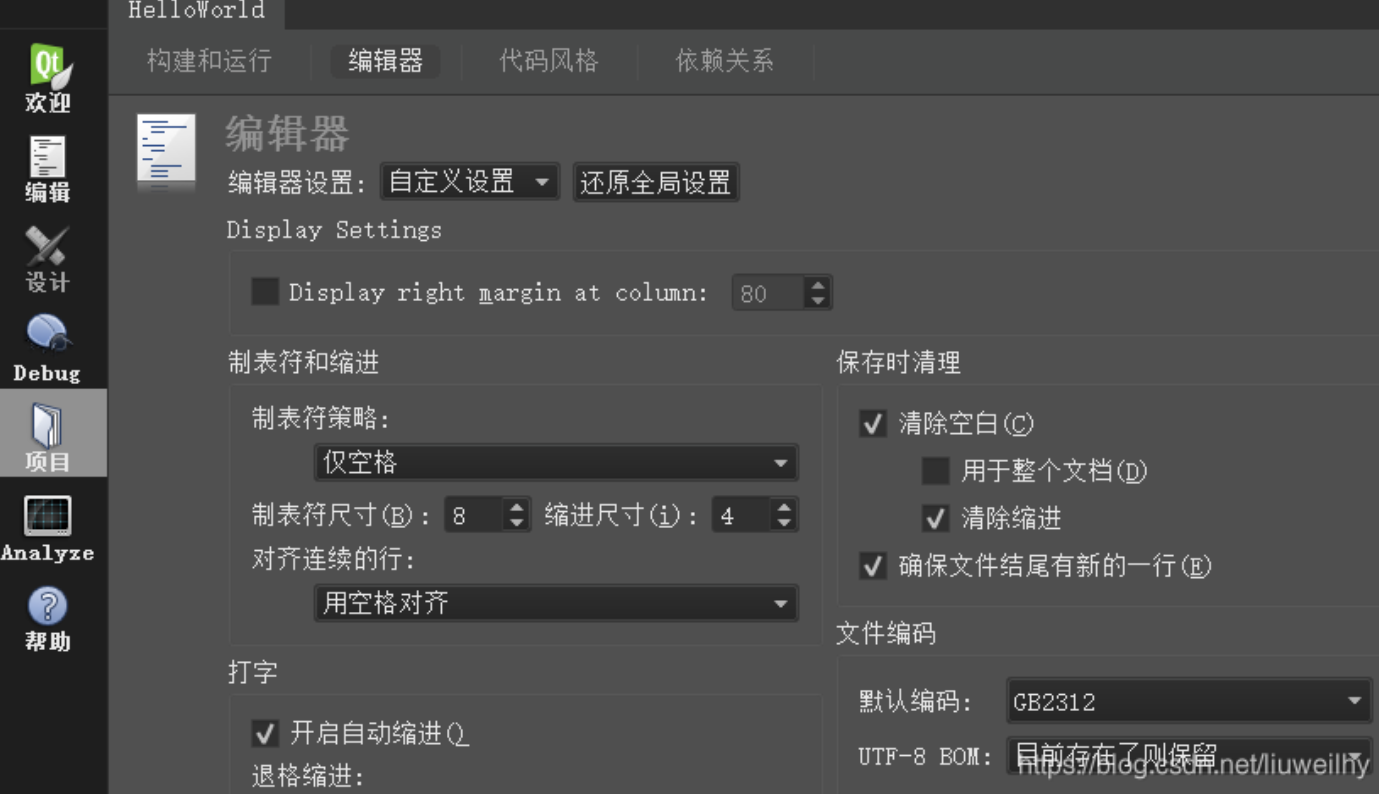 HelloWorld
构建和运行 编辑器 代码风格 依赖关系
Qt
欢迎
编辑
设计
Debug
项目
Analyze
帮助
编辑器
编辑器设置: 自定义设置 还原全局设置
Display Settings
Display right margin at column: 80
制表符和缩进
制表符策略:
仅空格
制表符尺寸(B): 8 缩进尺寸(i): 4
对齐连续的行:
用空格对齐
打字
开启自动缩进(
退格缩进:
保存时清理
清除空白(C)
用于整个文档(D)
清除缩进
确保文件结尾有新的一行(E)
文件编码
默认编码: GB2312
UTF-8 BOM: 目前存在了则保留
https://blog.csdn.net/liuweilhy